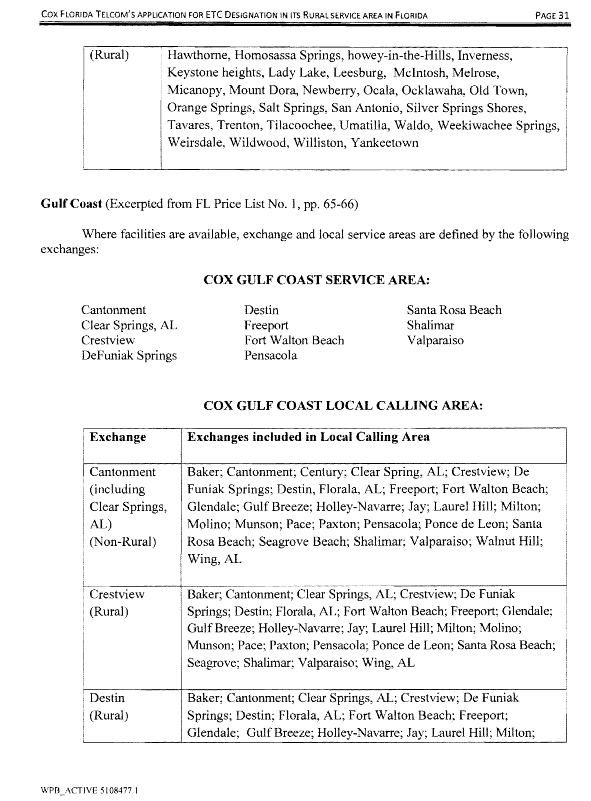 COX FLORIDA TELCOM'S APPLICATION FOR ETC DESIGNATION IN ITS RURAL SERVICE AREA IN FLORIDA PAGE 31
(Rural) Hawthorne, Homosassa Springs, howey-in-the-Hills, Inverness,
Keystone heights, Lady Lake, Leesburg, McIntosh, Melrose,
Micanopy, Mount Dora, Newberry, Ocala, Ocklawaha, Old Town,
Orange Springs, Salt Springs, San Antonio, Silver Springs Shores,
Tavares, Trenton, Tilacoochee, Umatilla, Waldo, Weekiwachee Springs,
Weirsdale, Wildwood, Williston, Yankeetown
Gulf Coast (Excerpted from FL Price List No. 1, pp. 65-66)
Where facilities are available, exchange and local service areas are defined by the following
exchanges:
COX GULF COAST SERVICE AREA:
Cantonment Destin Santa Rosa Beach
Clear Springs, AL Freeport Shalimar
Crestview Fort Walton Beach Valparaiso
DeFuniak Springs Pensacola
COX GULF COAST LOCAL CALLING AREA:
Exchange Exchanges included in Local Calling Area
Cantonment Baker; Cantonment; Century; Clear Spring, AL; Crestview; De
(including Funiak Springs; Destin, Florala, AL; Freeport; Fort Walton Beach;
Clear Springs, Glendale; Gulf Breeze; Holley-Navarre; Jay; Laurel Hill; Milton;
AL) Molino; Munson; Pace; Paxton; Pensacola; Ponce de Leon; Santa
(Non-Rural) Rosa Beach; Seagrove Beach; Shalimar; Valparaiso; Walnut Hill;
Wing, AL
Crestview Baker; Cantonment; Clear Springs, AL; Crestview; De Funiak
(Rural) Springs; Destin; Florala, AL; Fort Walton Beach; Freeport; Glendale;
Gulf Breeze; Holley-Navarre; Jay; Laurel Hill; Milton; Molino;
Munson; Pace; Paxton; Pensacola; Ponce de Leon; Santa Rosa Beach;
Seagrove; Shalimar; Valparaiso; Wing, AL
Destin Baker; Cantonment; Clear Springs, AL; Crestview; De Funiak
(Rural) Springs; Destin; Florala, AL; Fort Walton Beach; Freeport;
Glendale; Gulf Breeze; Holley-Navarre; Jay; Laurel Hill; Milton;
WPB_ACTIVE 5108477.1